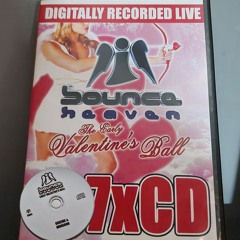 DIGITALLY RECORDED LIVE
bounce
heaven
The Early
Valentine's Ball
7xCD